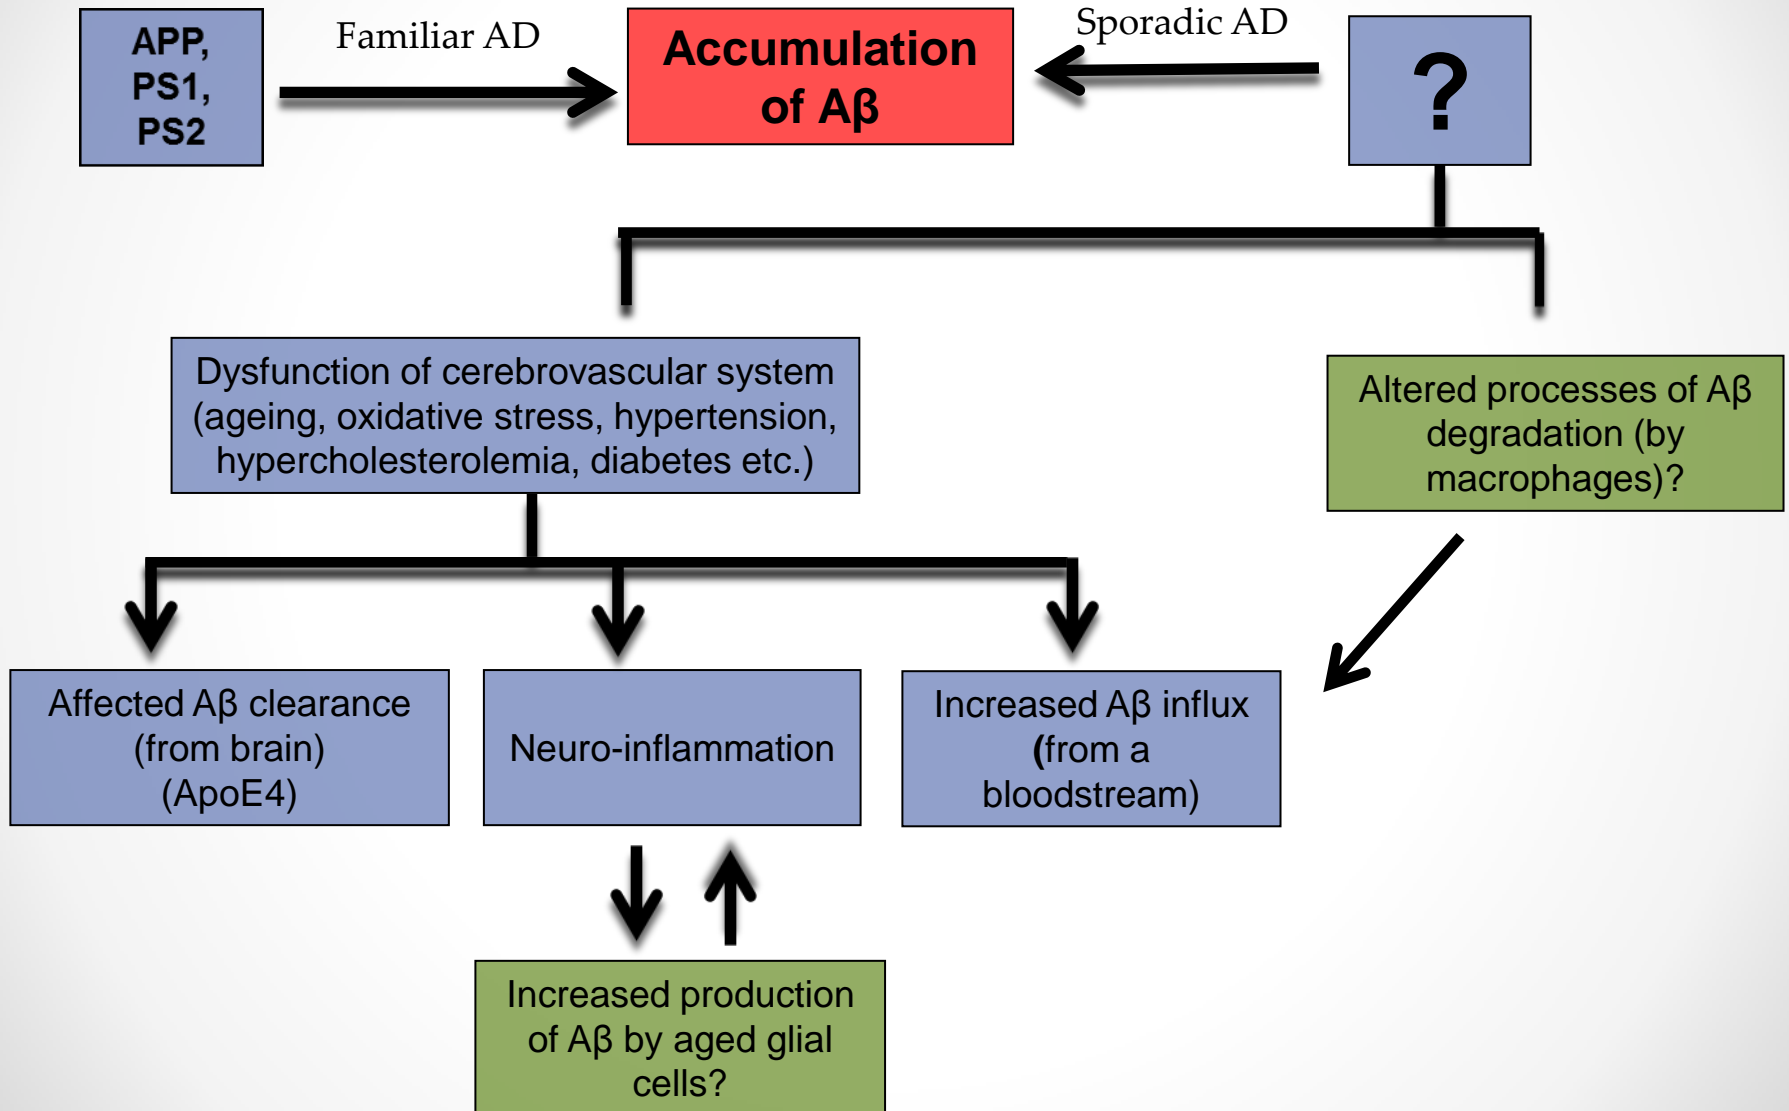 APP,
PS1,
PS2
Familiar AD
Accumulation
of Aβ
Sporadic AD
?
Dysfunction of cerebrovascular system
(ageing, oxidative stress, hypertension,
hypercholesterolemia, diabetes etc.)
Altered processes of Aβ
degradation (by
macrophages)?
Affected Aβ clearance
(from brain)
(ApoE4)
Neuro-inflammation
Increased Aβ influx
(from a
bloodstream)
Increased production
of Aβ by aged glial
cells?